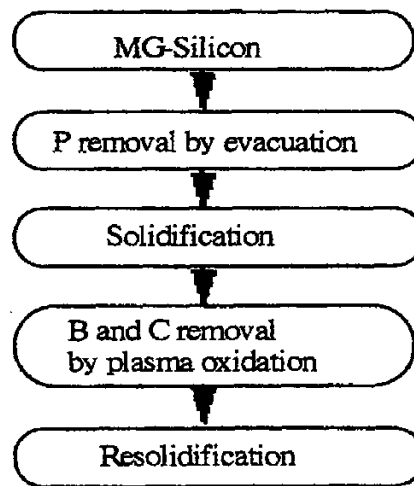 MG-Silicon
P removal by evacuation
Solidification
B and C removal
by plasma oxidation
Resolidification